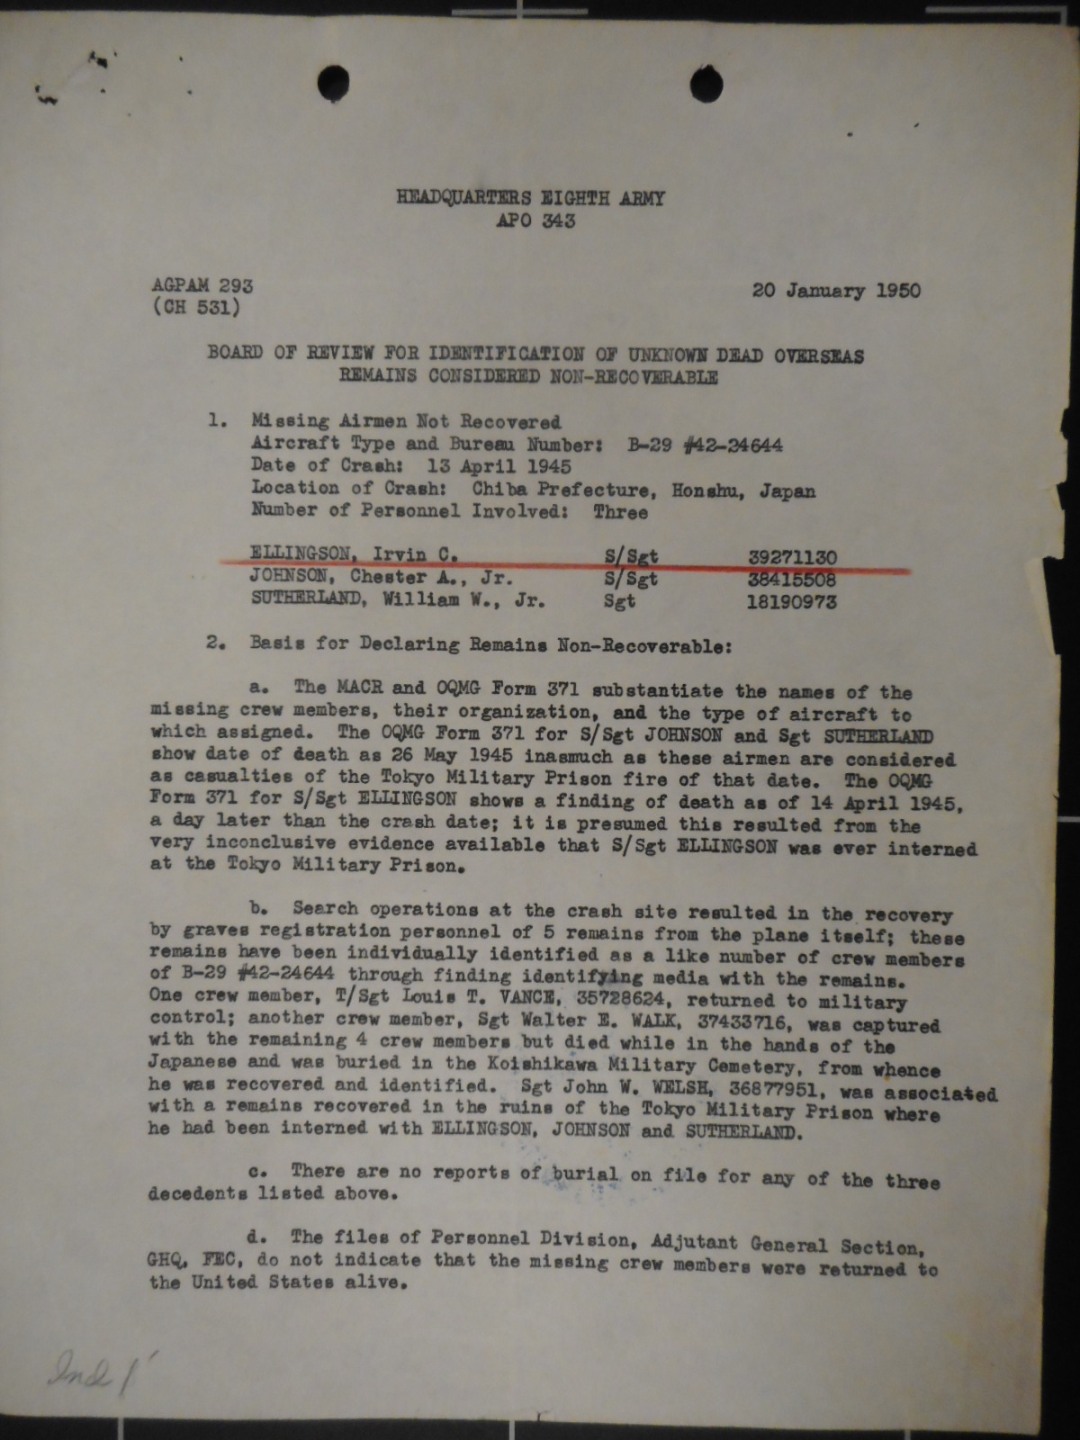 HEADQUARTERS EIGHTH ARMY
APO 343
AGPAM 293
20 January 1950
(CH 531)
BOARD OF REVIEW FOR IDENTIFICATION OF UNKNOWN DEAD OVERSEAS
REMAINS CONSIDERED NON-RECOVERABLE
1. Missing Airmen Not Recovered
Aircraft Type and Bureau Number: B-29 #42-24644
Date of Crash: 13 April 1945
Location of Crash: Chiba Prefecture, Honshu, Japan
Number of Personnel Involved: Three
ELLINGSON, Irvin C. S/Sgt 39271130
JOHNSON, Chester A., Jr. S/Sgt 38415508
SUTHERLAND, William W., Jr. Sgt 18190973
2. Basis for Declaring Remains Non-Recoverable:
a. The MACR and OQMG Form 371 substantiate the names of the
missing crew members, their organization, and the type of aircraft to
which assigned. The OQMG Form 371 for S/Sgt JOHNSON and Sgt SUTHERLAND
show date of death as 26 May 1945 inasmuch as these airmen are considered
as casualties of the Tokyo Military Prison fire of that date. The OQMG
Form 371 for S/Sgt ELLINGSON shows a finding of death as of 14 April 1945,
a day later than the crash date; it is presumed this resulted from the
very inconclusive evidence available that S/Sgt ELLINGSON was ever interned
at the Tokyo Military Prison.
b. Search operations at the crash site resulted in the recovery
by graves registration personnel of 5 remains from the plane itself; these
remains have been individually identified as a like number of crew members
of B-29 #42-24644 through finding identifying media with the remains.
One crew member, T/Sgt Louis T. VANCE, 35728624, returned to military
control; another crew member, Sgt Walter E. WALK, 37433716, was captured
with the remaining 4 crew members but died while in the hands of the
Japanese and was buried in the Koishikawa Military Cemetery, from whence
he was recovered and identified. Sgt John W. WELSH, 36877951, was associated
with a remains recovered in the ruins of the Tokyo Military Prison where
he had been interned with ELLINGSON, JOHNSON and SUTHERLAND.
c. There are no reports of burial on file for any of the three
decedents listed above.
d. The files of Personnel Division, Adjutant General Section,
GHQ, FEC, do not indicate that the missing crew members were returned to
the United States alive.
Incl 1